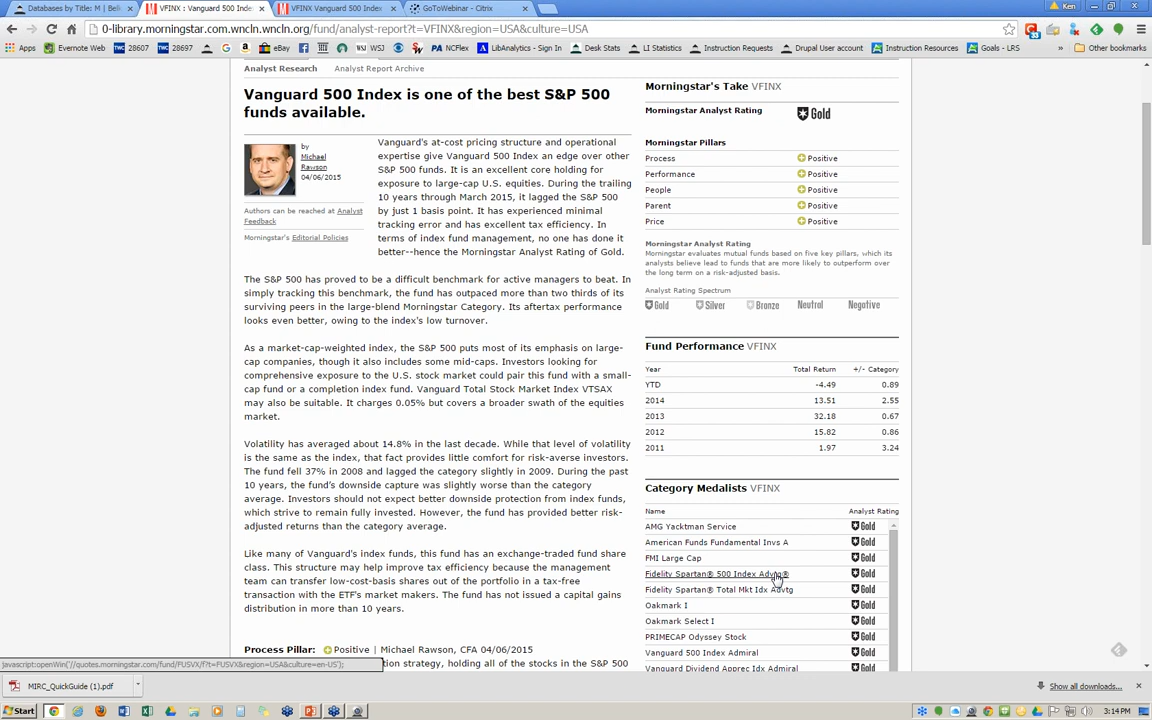 Databases by Title: M | Bel
VFINX : Vanguard 500 Inde
VFINX Vanguard 500 Inde
GoToWebinar - Citrix
Ken
0-library.morningstar.com.wncln.wncln.org/fund/analyst-report?t=VFINX&region=USA&culture=USA
Apps
Evernote Web
TWC 28607
TWC 28697
eBay
WSJ
PA NCFlex
LibAnalytics - Sign In
Desk Stats
LI Statistics
Instruction Requests
Drupal User account
Instruction Resources
Goals - LRS
Other bookmarks
Analyst Research
Analyst Report Archive
Vanguard 500 Index is one of the best S&P 500
funds available.
by
Michael
Rawson
04/06/2015
Authors can be reached at Analyst
Feedback
Morningstar's Editorial Policies
Vanguard's at-cost pricing structure and operational
expertise give Vanguard 500 Index an edge over other
S&P 500 funds. It is an excellent core holding for
exposure to large-cap U.S. equities. During the trailing
10 years through March 2015, it lagged the S&P 500
by just 1 basis point. It has experienced minimal
tracking error and has excellent tax efficiency. In
terms of index fund management, no one has done it
better--hence the Morningstar Analyst Rating of Gold.
The S&P 500 has proved to be a difficult benchmark for active managers to beat. In
simply tracking this benchmark, the fund has outpaced more than two thirds of its
surviving peers in the large-blend Morningstar Category. Its aftertax performance
looks even better, owing to the index's low turnover.
As a market-cap-weighted index, the S&P 500 puts most of its emphasis on large-
cap companies, though it also includes some mid-caps. Investors looking for
comprehensive exposure to the U.S. stock market could pair this fund with a small-
cap fund or a completion index fund. Vanguard Total Stock Market Index VTSAX
may also be suitable. It charges 0.05% but covers a broader swath of the equities
market.
Volatility has averaged about 14.8% in the last decade. While that level of volatility
is the same as the index, that fact provides little comfort for risk-averse investors.
The fund fell 37% in 2008 and lagged the category slightly in 2009. During the past
10 years, the fund's downside capture was slightly worse than the category
average. Investors should not expect better downside protection from index funds,
which strive to remain fully invested. However, the fund has provided better risk-
adjusted returns than the category average.
Like many of Vanguard's index funds, this fund has an exchange-traded fund share
class. This structure may help improve tax efficiency because the management
team can transfer low-cost-basis shares out of the portfolio in a tax-free
transaction with the ETF's market makers. The fund has not issued a capital gains
distribution in more than 10 years.
Process Pillar: Positive | Michael Rawson, CFA 04/06/2015
tion strategy, holding all of the stocks in the S&P 500
Morningstar's Take VFINX
Morningstar Analyst Rating Gold
Morningstar Pillars
Process Positive
Performance Positive
People Positive
Parent Positive
Price Positive
Morningstar Analyst Rating
Morningstar evaluates mutual funds based on five key pillars, which its
analysts believe lead to funds that are more likely to outperform over
the long term on a risk-adjusted basis.
Analyst Rating Spectrum
Gold Silver Bronze Neutral Negative
Fund Performance VFINX
Year Total Return +/- Category
YTD -4.49 0.89
2014 13.51 2.55
2013 32.18 0.67
2012 15.82 0.86
2011 1.97 3.24
Category Medalists VFINX
Name Analyst Rating
AMG Yacktman Service Gold
American Funds Fundamental Invs A Gold
FMI Large Cap Gold
Fidelity Spartan® 500 Index Advtg® Gold
Fidelity Spartan® Total Mkt Idx Advtg Gold
Oakmark I Gold
Oakmark Select I Gold
PRIMECAP Odyssey Stock Gold
Vanguard 500 Index Admiral Gold
Vanguard Dividend Apprec Idx Admiral Gold
javascript:openWin('//quotes.morningstar.com/fund/FUSVX/f?t=FUSVX&region=USA&culture=en-US');
MIRC_QuickGuide (1).pdf
Show all downloads...
Start
3:14 PM